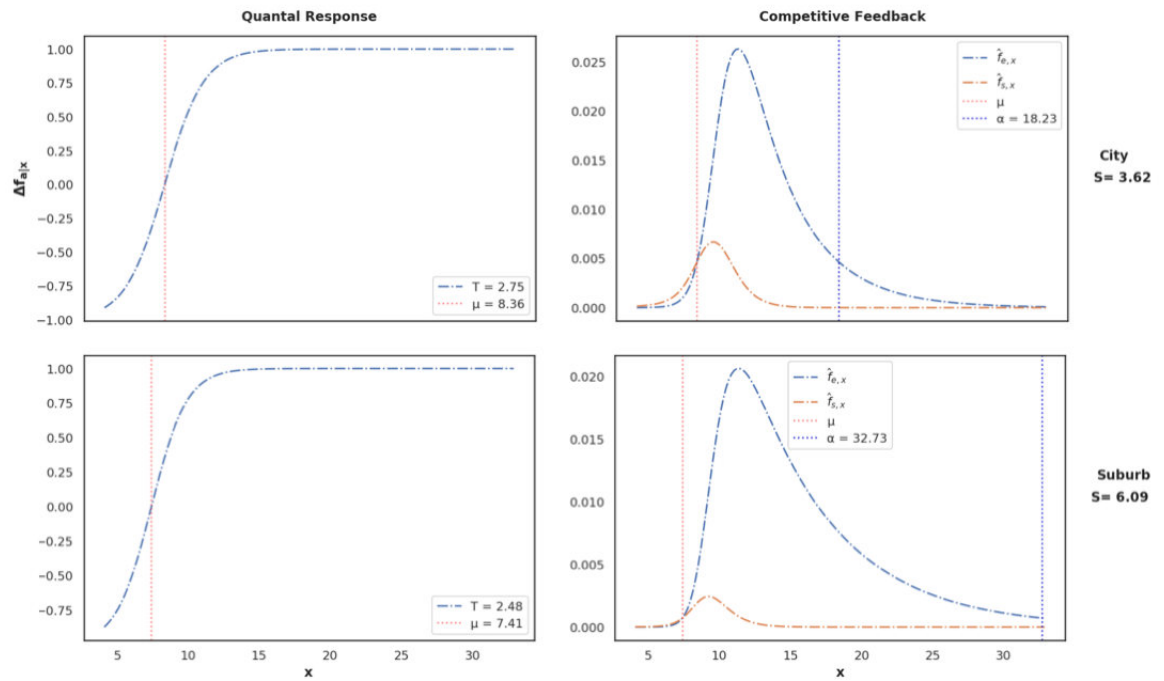 Quantal Response
Competitive Feedback
1.00
0.75
0.50
0.25
0.00
−0.25
−0.50
−0.75
−1.00
Δf_{a|x}
T = 2.75
μ = 8.36
0.025
0.020
0.015
0.010
0.005
0.000
f̂_{e,x}
f̂_{s,x}
μ
α = 18.23
City
S= 3.62
1.00
0.75
0.50
0.25
0.00
−0.25
−0.50
−0.75
T = 2.48
μ = 7.41
5 10 15 20 25 30
x
0.020
0.015
0.010
0.005
0.000
f̂_{e,x}
f̂_{s,x}
μ
α = 32.73
5 10 15 20 25 30
x
Suburb
S= 6.09